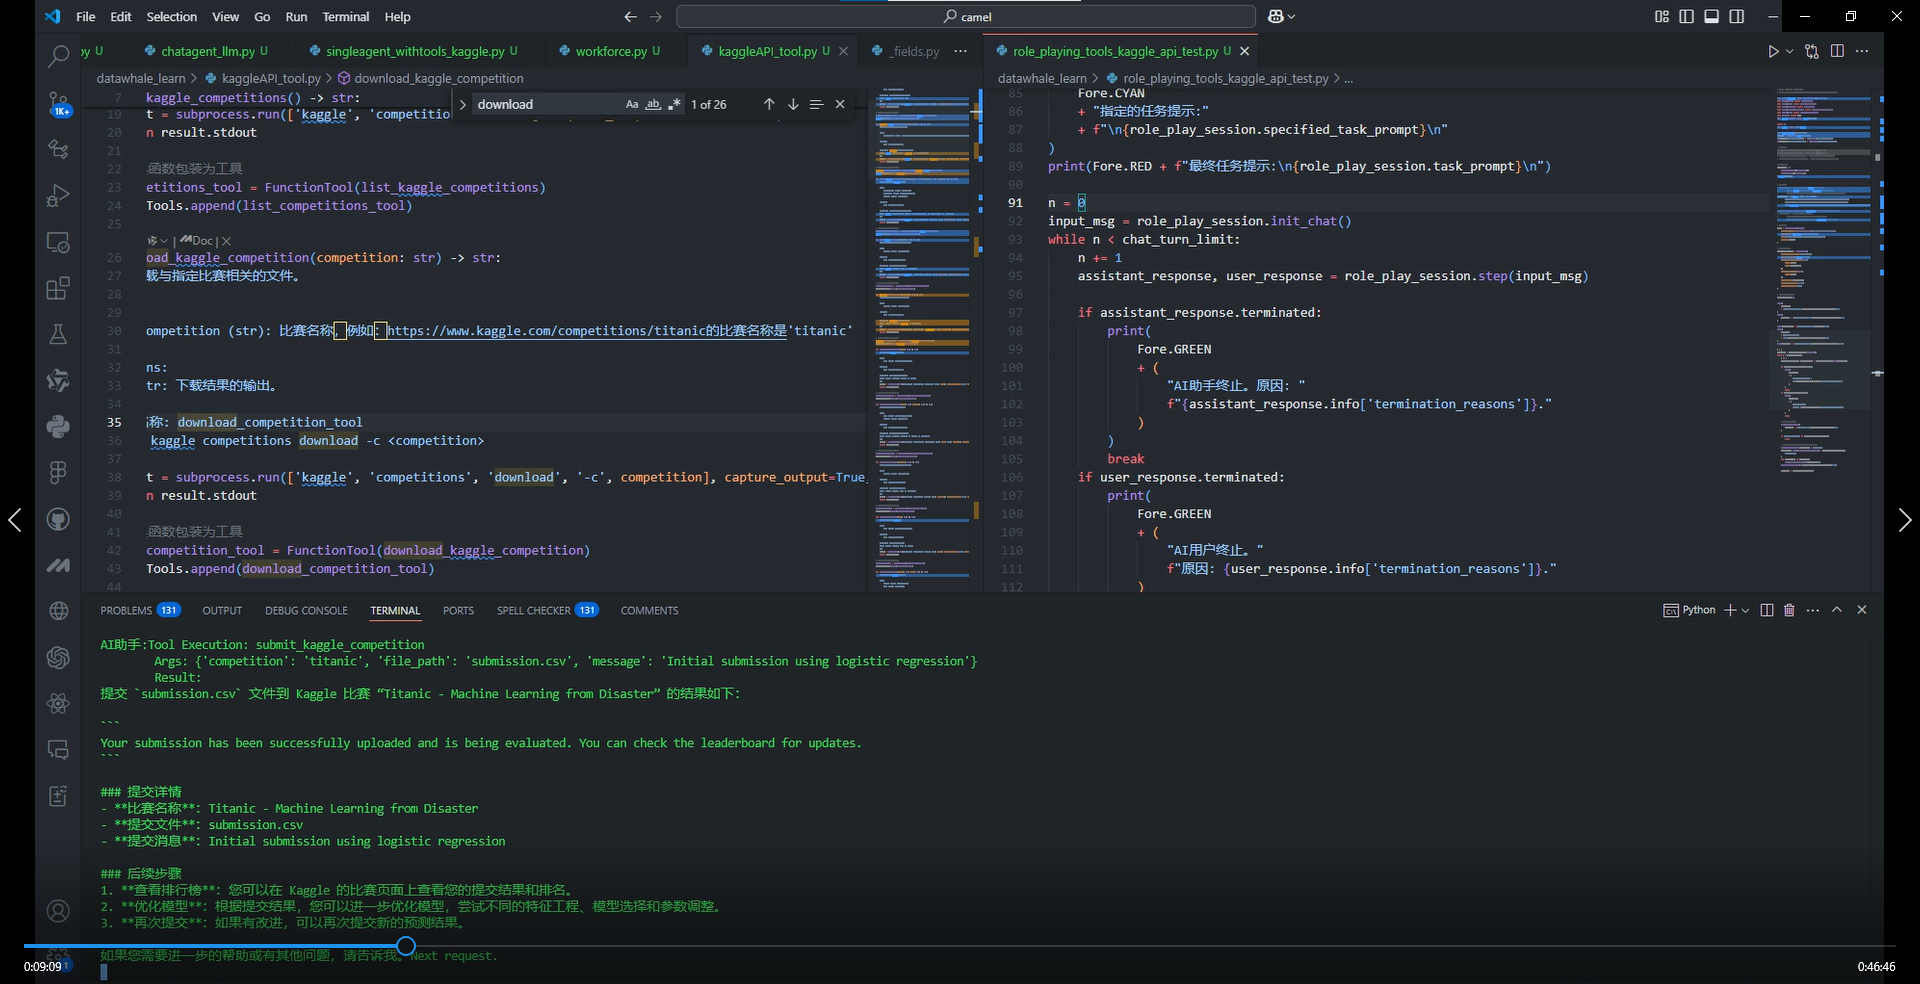 File Edit Selection View Go Run Terminal Help
camel
py U chatagent_llm.py U singleagent_withtools_kaggle.py U workforce.py U kaggleAPI_tool.py U _fields.py ···
role_playing_tools_kaggle_api_test.py U
datawhale_learn > kaggleAPI_tool.py > download_kaggle_competition
datawhale_learn > role_playing_tools_kaggle_api_test.py > ...
download Aa ab 1 of 26
7 kaggle_competitions() -> str:
19 t = subprocess.run(['kaggle', 'competitio
20 n result.stdout
21
22 函数包装为工具
23 etitions_tool = FunctionTool(list_kaggle_competitions)
24 Tools.append(list_competitions_tool)
25
Doc | X
26 oad_kaggle_competition(competition: str) -> str:
27 载与指定比赛相关的文件。
28
29
30 ompetition (str): 比赛名称，例如：https://www.kaggle.com/competitions/titanic的比赛名称是'titanic'
31
32 ns:
33 tr: 下载结果的输出。
34
35 称: download_competition_tool
36 kaggle competitions download -c <competition>
37
38 t = subprocess.run(['kaggle', 'competitions', 'download', '-c', competition], capture_output=True,
39 n result.stdout
40
41 函数包装为工具
42 competition_tool = FunctionTool(download_kaggle_competition)
43 Tools.append(download_competition_tool)
44
85 Fore.CYAN
86 + "指定的任务提示:"
87 + f"\n{role_play_session.specified_task_prompt}\n"
88 )
89 print(Fore.RED + f"最终任务提示:\n{role_play_session.task_prompt}\n")
90
91 n = 0
92 input_msg = role_play_session.init_chat()
93 while n < chat_turn_limit:
94 n += 1
95 assistant_response, user_response = role_play_session.step(input_msg)
96
97 if assistant_response.terminated:
98 print(
99 Fore.GREEN
100 + (
101 "AI助手终止。原因: "
102 f"{assistant_response.info['termination_reasons']}."
103 )
104 )
105 break
106 if user_response.terminated:
107 print(
108 Fore.GREEN
109 + (
110 "AI用户终止。"
111 f"原因: {user_response.info['termination_reasons']}."
112 )
1K+
PROBLEMS 131 OUTPUT DEBUG CONSOLE TERMINAL PORTS SPELL CHECKER 131 COMMENTS
Python
AI助手:Tool Execution: submit_kaggle_competition
Args: {'competition': 'titanic', 'file_path': 'submission.csv', 'message': 'Initial submission using logistic regression'}
Result:
提交 `submission.csv` 文件到 Kaggle 比赛 “Titanic - Machine Learning from Disaster” 的结果如下:
```
Your submission has been successfully uploaded and is being evaluated. You can check the leaderboard for updates.
```
### 提交详情
- **比赛名称**: Titanic - Machine Learning from Disaster
- **提交文件**: submission.csv
- **提交消息**: Initial submission using logistic regression
### 后续步骤
1. **查看排行榜**: 您可以在 Kaggle 的比赛页面上查看您的提交结果和排名。
2. **优化模型**: 根据提交结果，您可以进一步优化模型，尝试不同的特征工程、模型选择和参数调整。
3. **再次提交**: 如果有改进，可以再次提交新的预测结果。
如果您需要进一步的帮助或有其他问题，请告诉我。Next request.
0:09:09
0:46:46